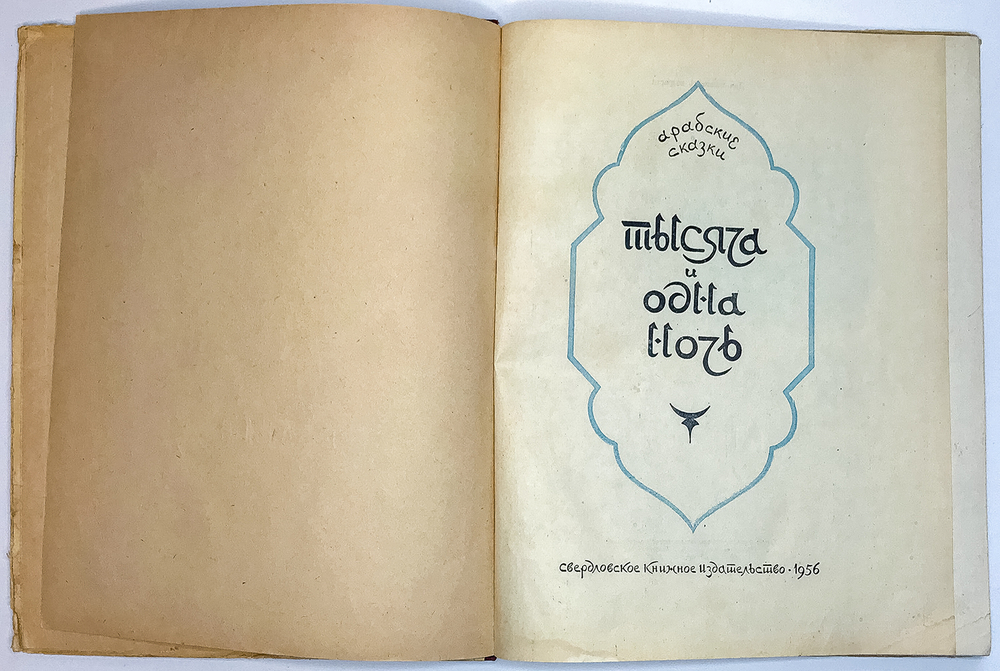 арабские
сказки
тысяча
и
одна
ночь
свердловское книжное издательство · 1956